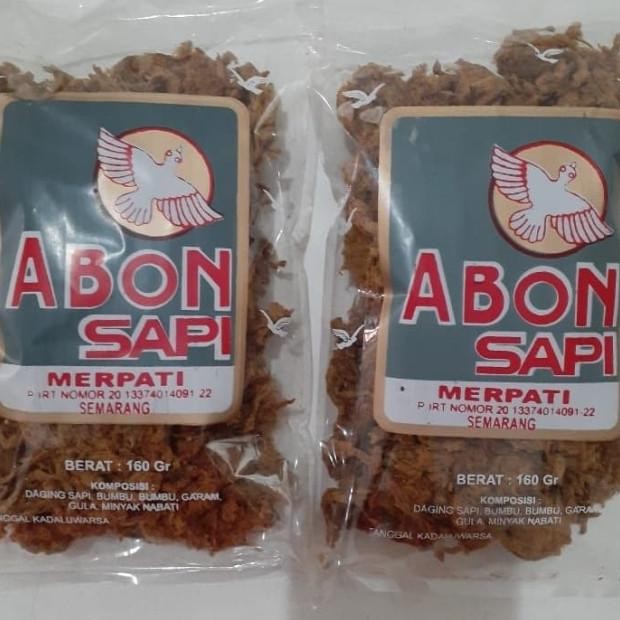 ABON
SAPI
MERPATI
P-IRT NOMOR 20 13374014091-22
SEMARANG
BERAT : 160 Gr
KOMPOSISI :
DAGING SAPI, BUMBU, BUMBU, GARAM,
GULA, MINYAK NABATI
TANGGAL KADALUWARSA
ABON
SAPI
MERPATI
P-IRT NOMOR 20 13374014091-22
SEMARANG
BERAT : 160 Gr
KOMPOSISI :
DAGING SAPI, BUMBU, BUMBU, GARAM,
GULA, MINYAK NABATI
TANGGAL KADALUWARSA